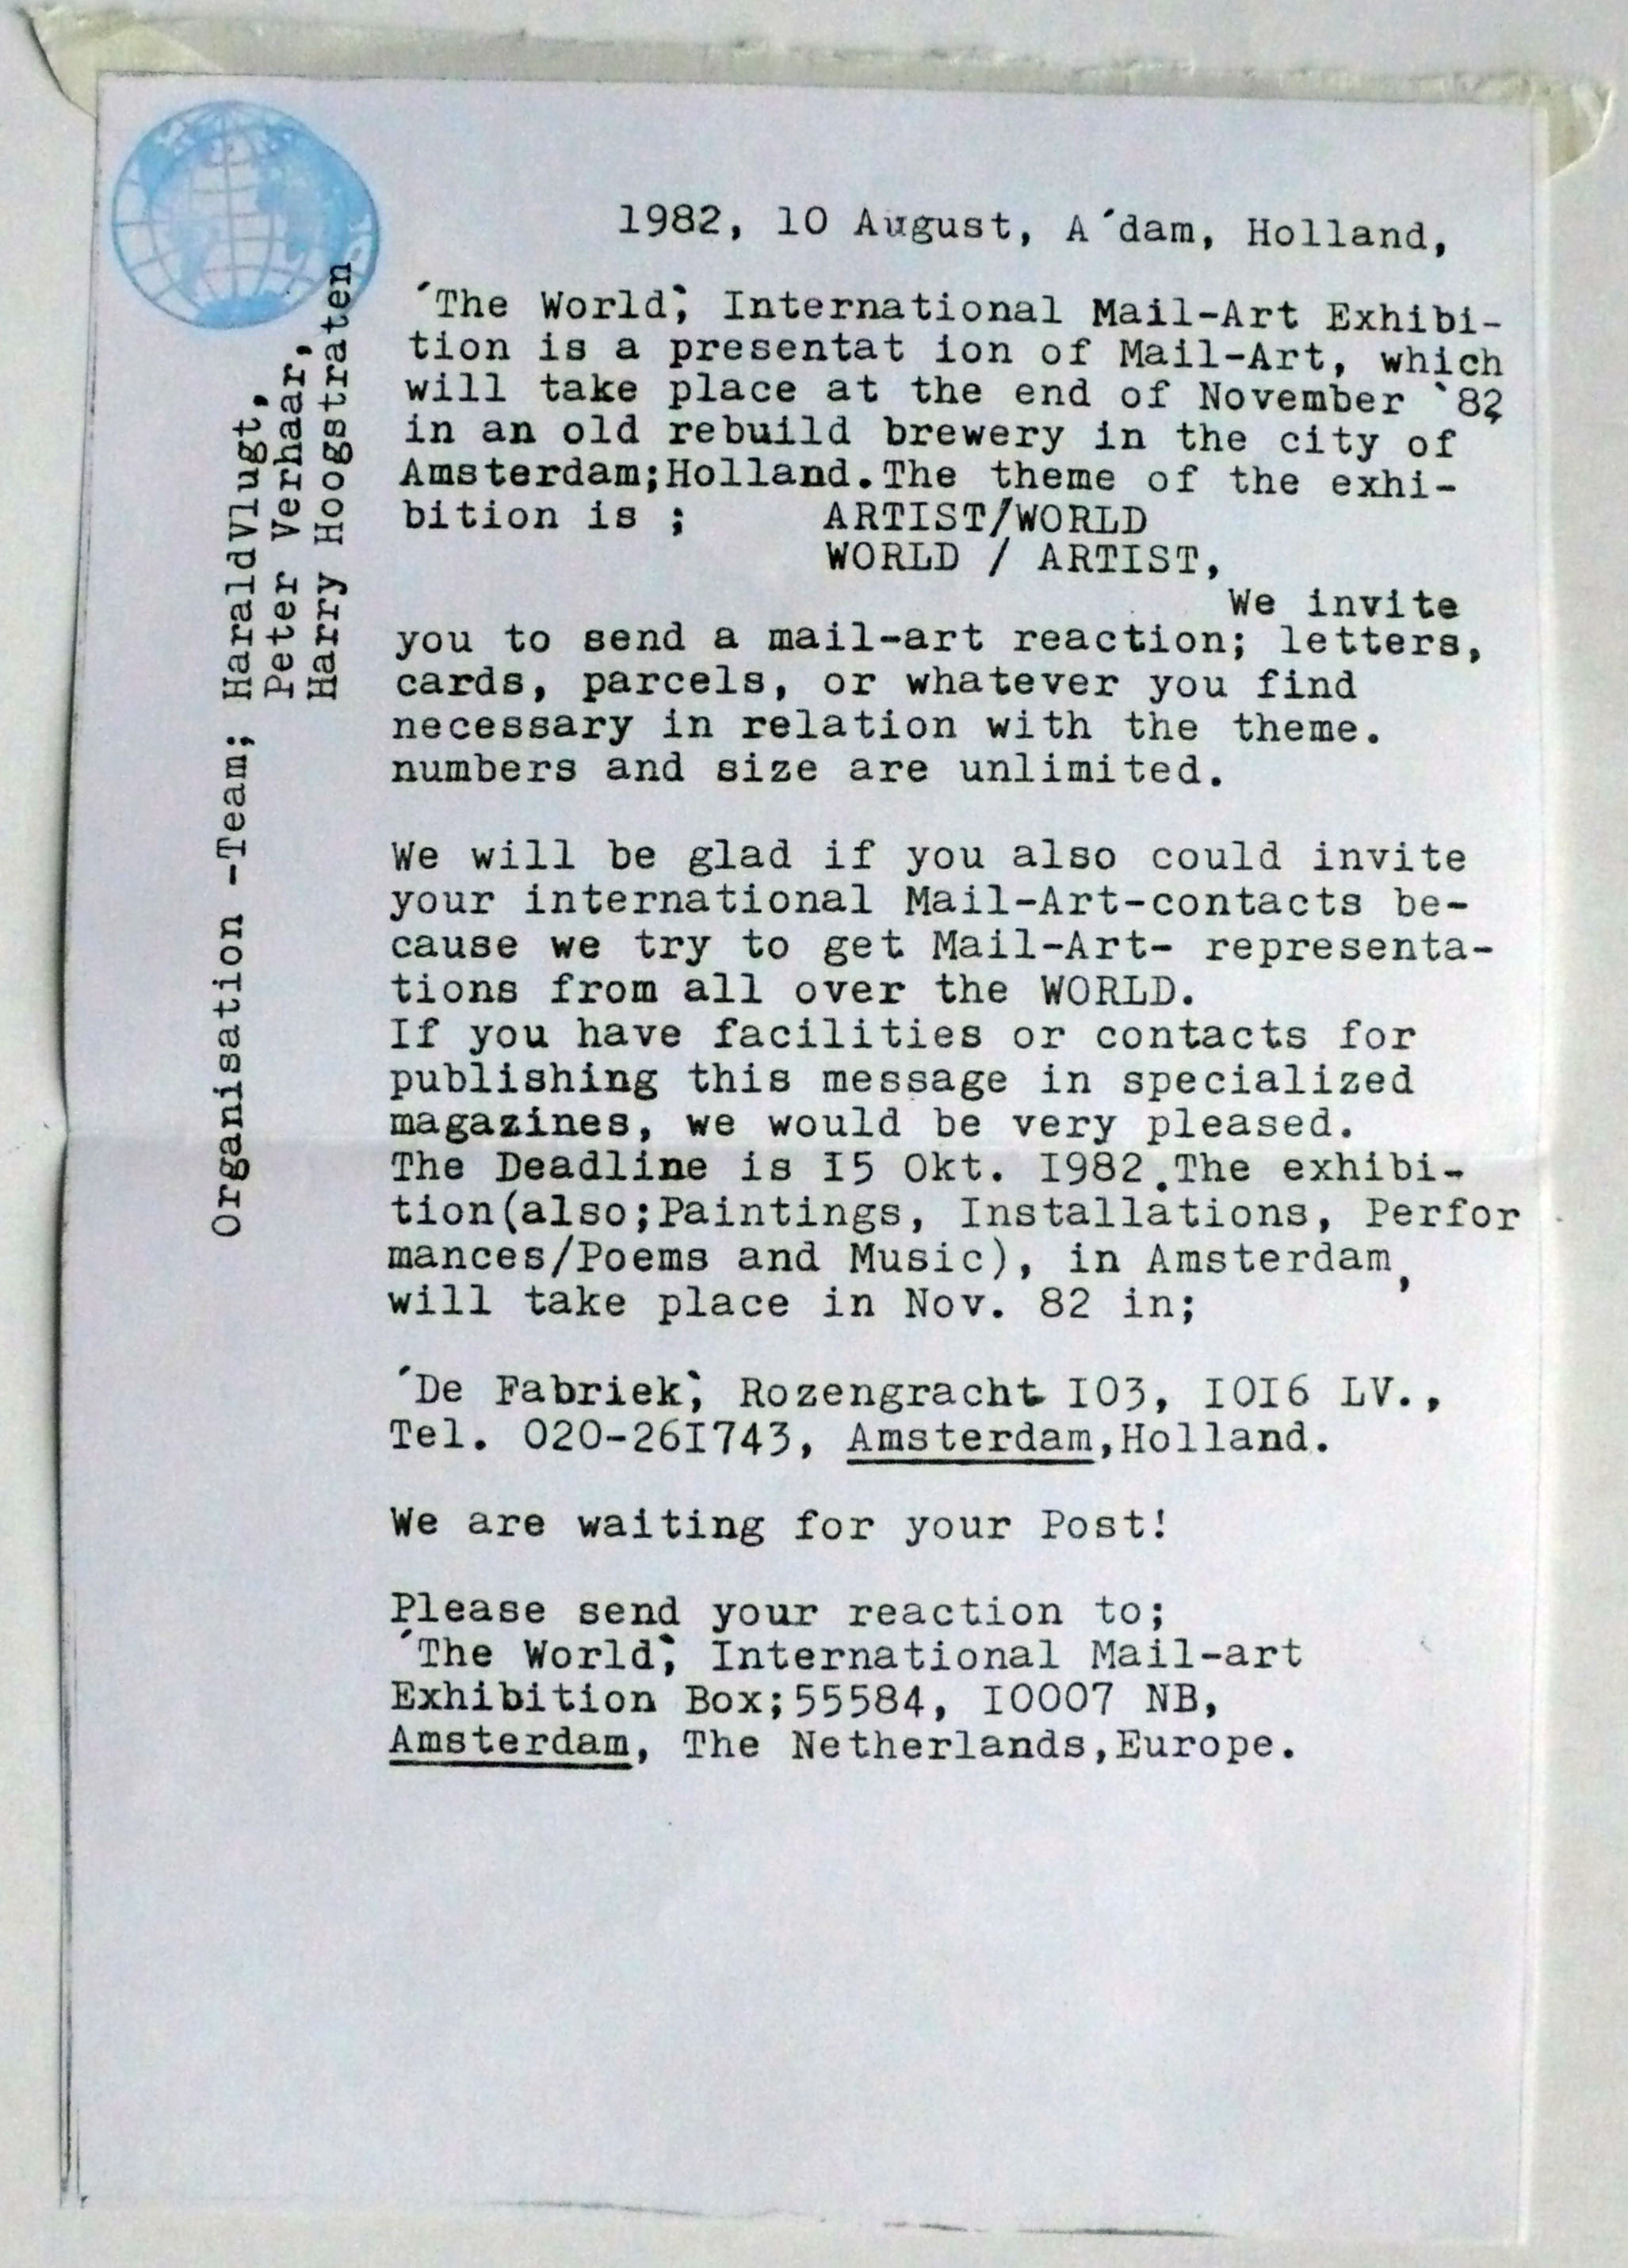 1982, 10 August, A´dam, Holland,
´The World`, International Mail-Art Exhibi-
tion is a presentat ion of Mail-Art, which
will take place at the end of November `82,
in an old rebuild brewery in the city of
Amsterdam;Holland.The theme of the exhi-
bition is ; ARTIST/WORLD
WORLD / ARTIST,
We invite
you to send a mail-art reaction; letters,
cards, parcels, or whatever you find
necessary in relation with the theme.
numbers and size are unlimited.
We will be glad if you also could invite
your international Mail-Art-contacts be-
cause we try to get Mail-Art- representa-
tions from all over the WORLD.
If you have facilities or contacts for
publishing this message in specialized
magazines, we would be very pleased.
The Deadline is I5 Okt. I982.The exhibi-
tion(also;Paintings, Installations, Perfor
mances/Poems and Music), in Amsterdam,
will take place in Nov. 82 in;
´De Fabriek`, Rozengracht I03, I0I6 LV.,
Tel. 020-26I743, Amsterdam,Holland.
We are waiting for your Post!
Please send your reaction to;
´The World`, International Mail-art
Exhibition Box;55584, I0007 NB,
Amsterdam, The Netherlands,Europe.
Organisation -Team; HaraldVlugt,
Peter Verhaar,
Harry Hoogstraten